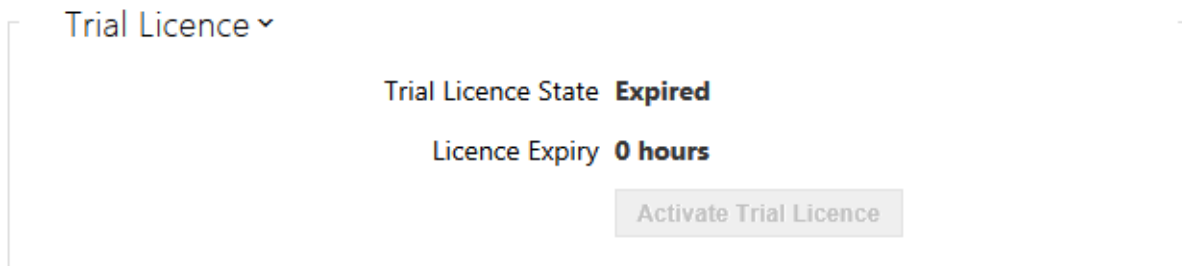 Trial Licence
Trial Licence State Expired
Licence Expiry 0 hours
Activate Trial Licence